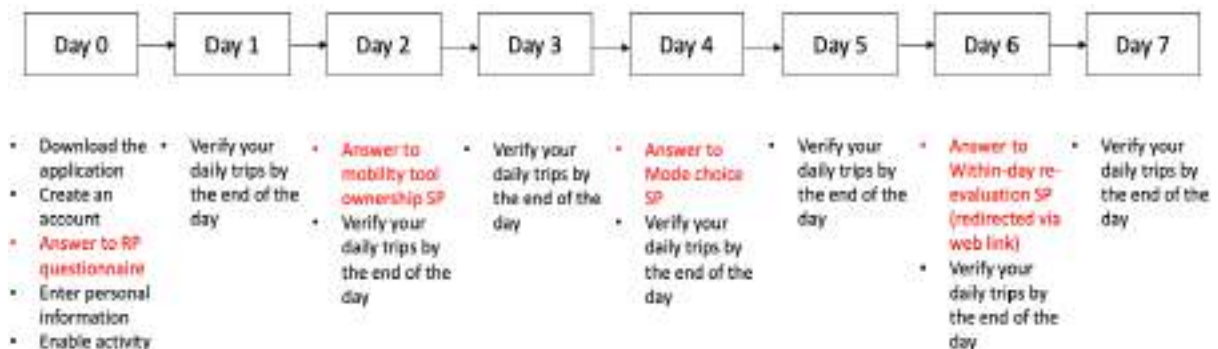 Day 0
Day 1
Day 2
Day 3
Day 4
Day 5
Day 6
Day 7
• Download the
application
• Create an
account
• Answer to RP
questionnaire
• Enter personal
information
• Enable activity
• Verify your
daily trips by
the end of the
day
• Answer to
mobility tool
ownership SP
• Verify your
daily trips by
the end of the
day
• Verify your
daily trips by
the end of the
day
• Answer to
Mode choice
SP
• Verify your
daily trips by
the end of the
day
• Verify your
daily trips by
the end of the
day
• Answer to
Within-day re-
evaluation SP
(redirected via
web link)
• Verify your
daily trips by
the end of the
day
• Verify your
daily trips by
the end of the
day